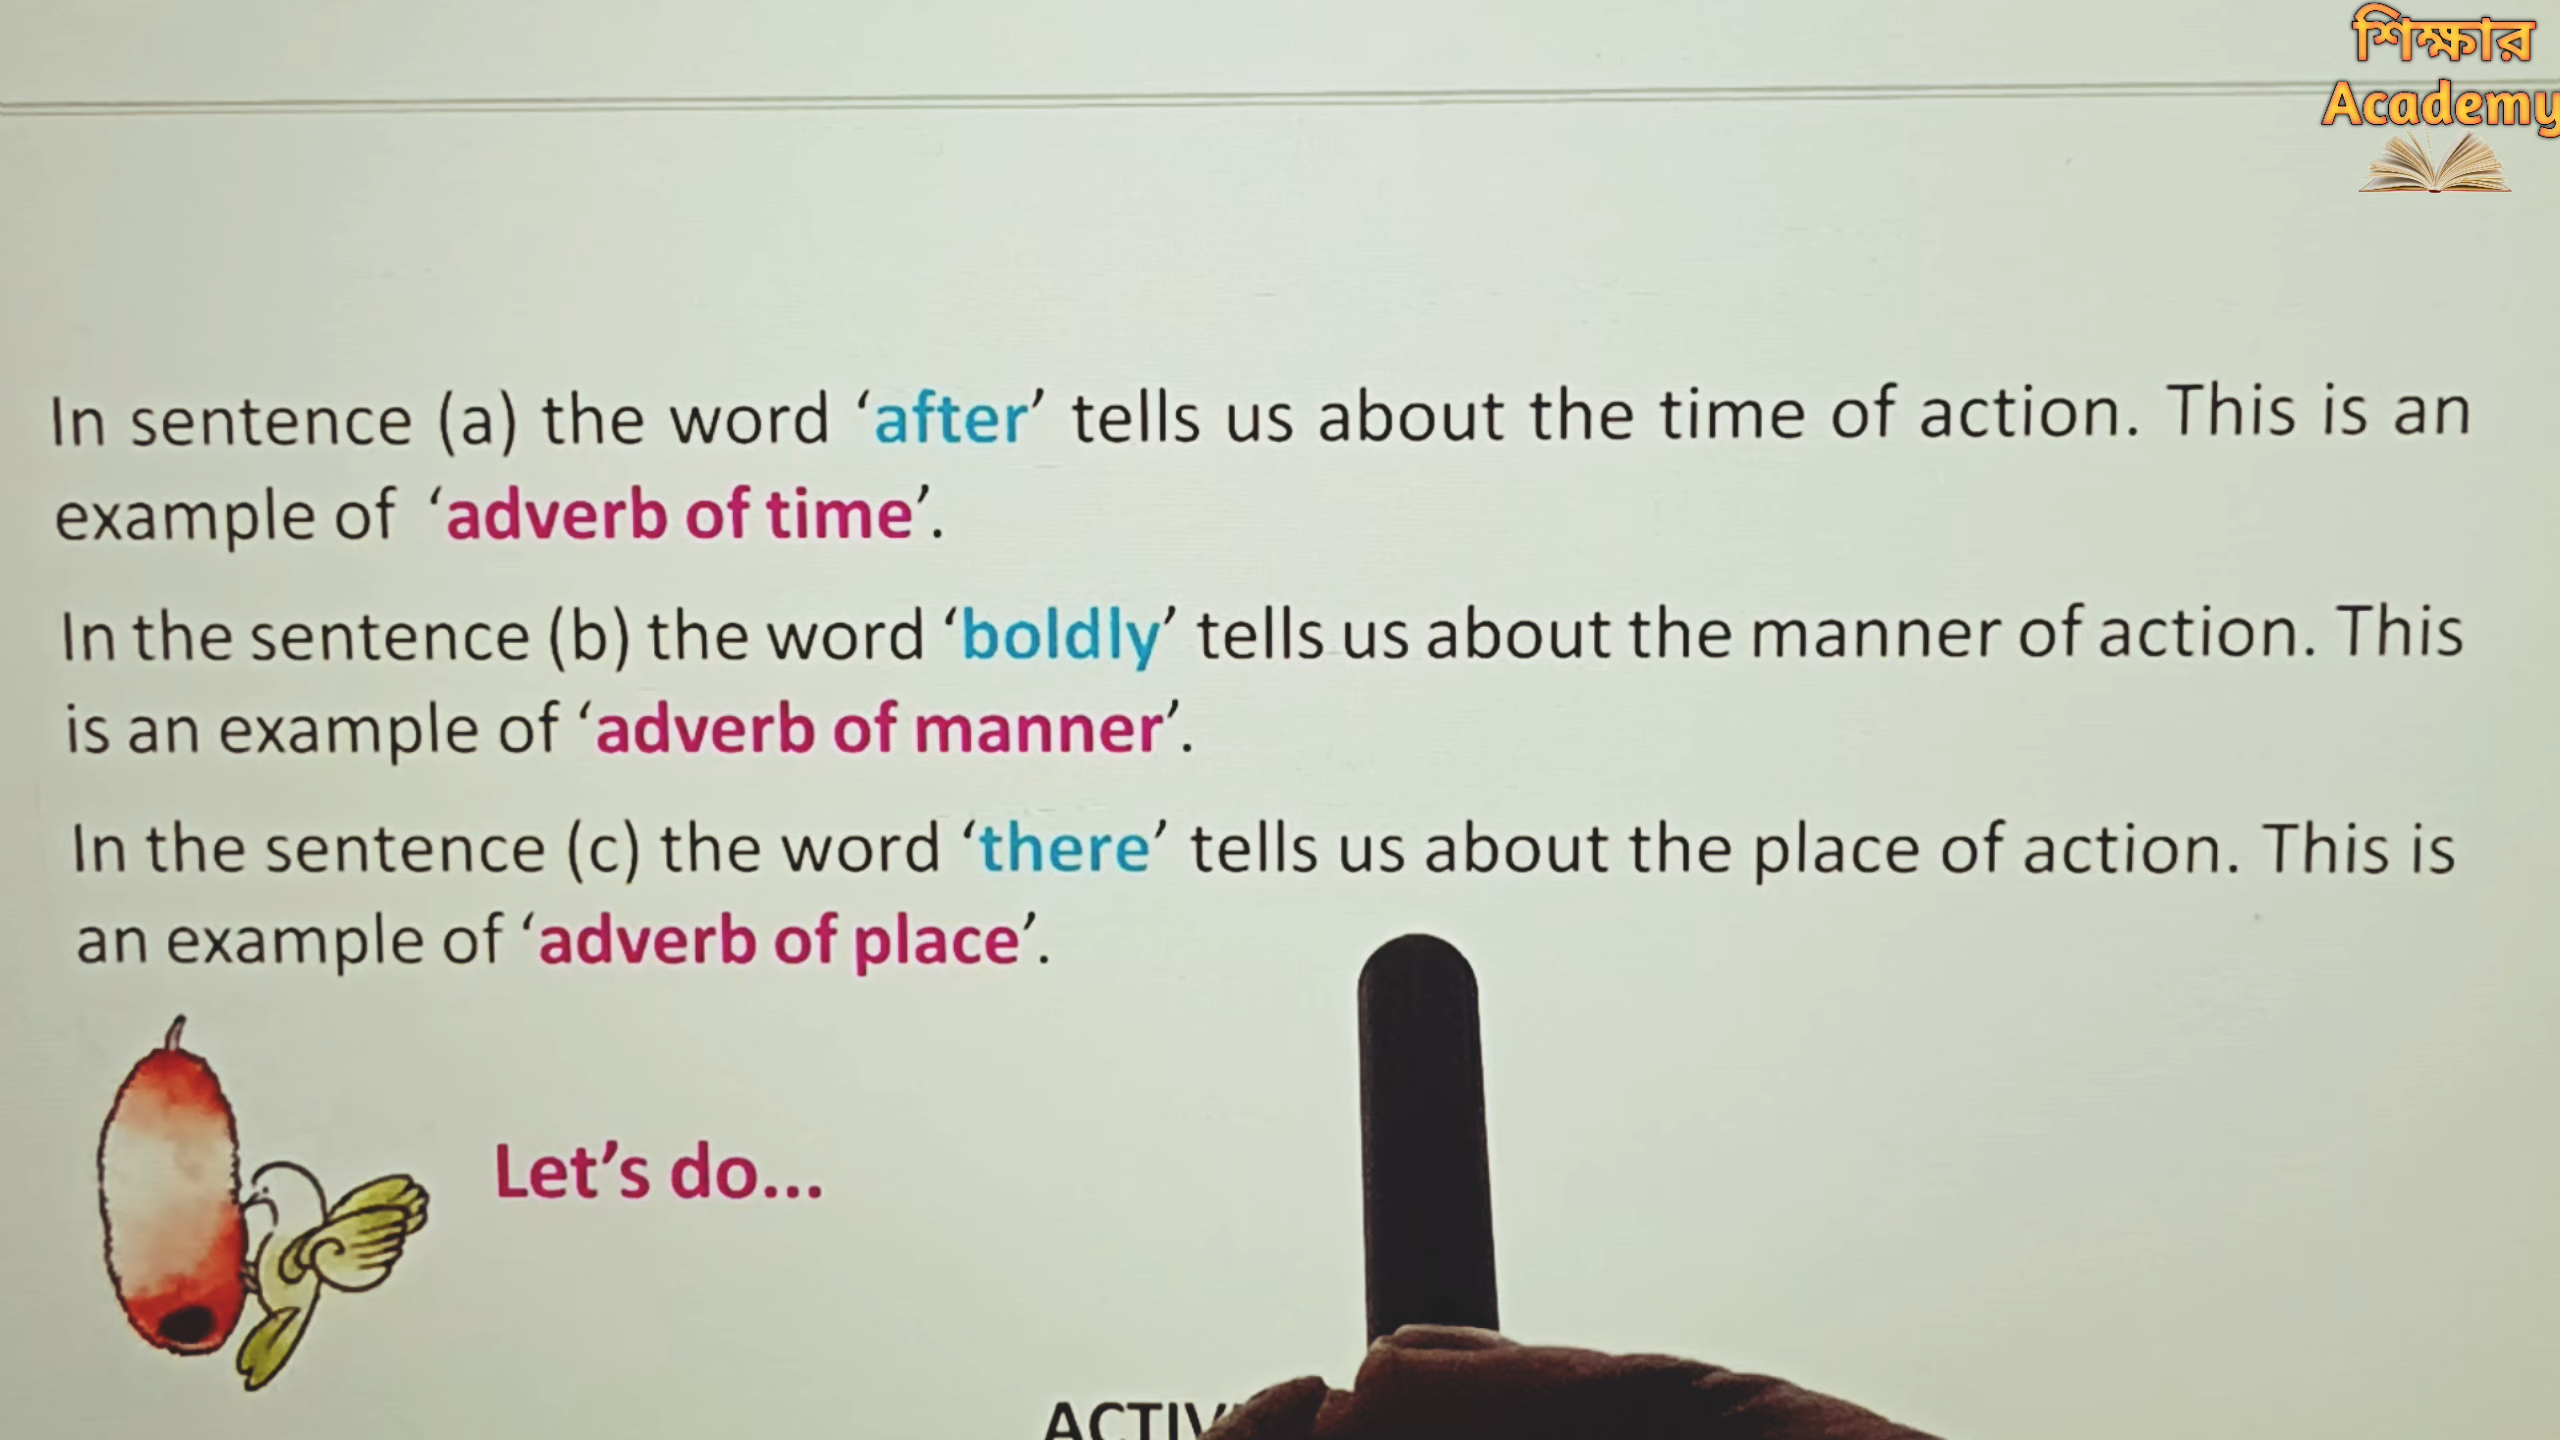 শিক্ষার
Academy
In sentence (a) the word ‘after’ tells us about the time of action. This is an
example of ‘adverb of time’.
In the sentence (b) the word ‘boldly’ tells us about the manner of action. This
is an example of ‘adverb of manner’.
In the sentence (c) the word ‘there’ tells us about the place of action. This is
an example of ‘adverb of place’.
Let’s do...